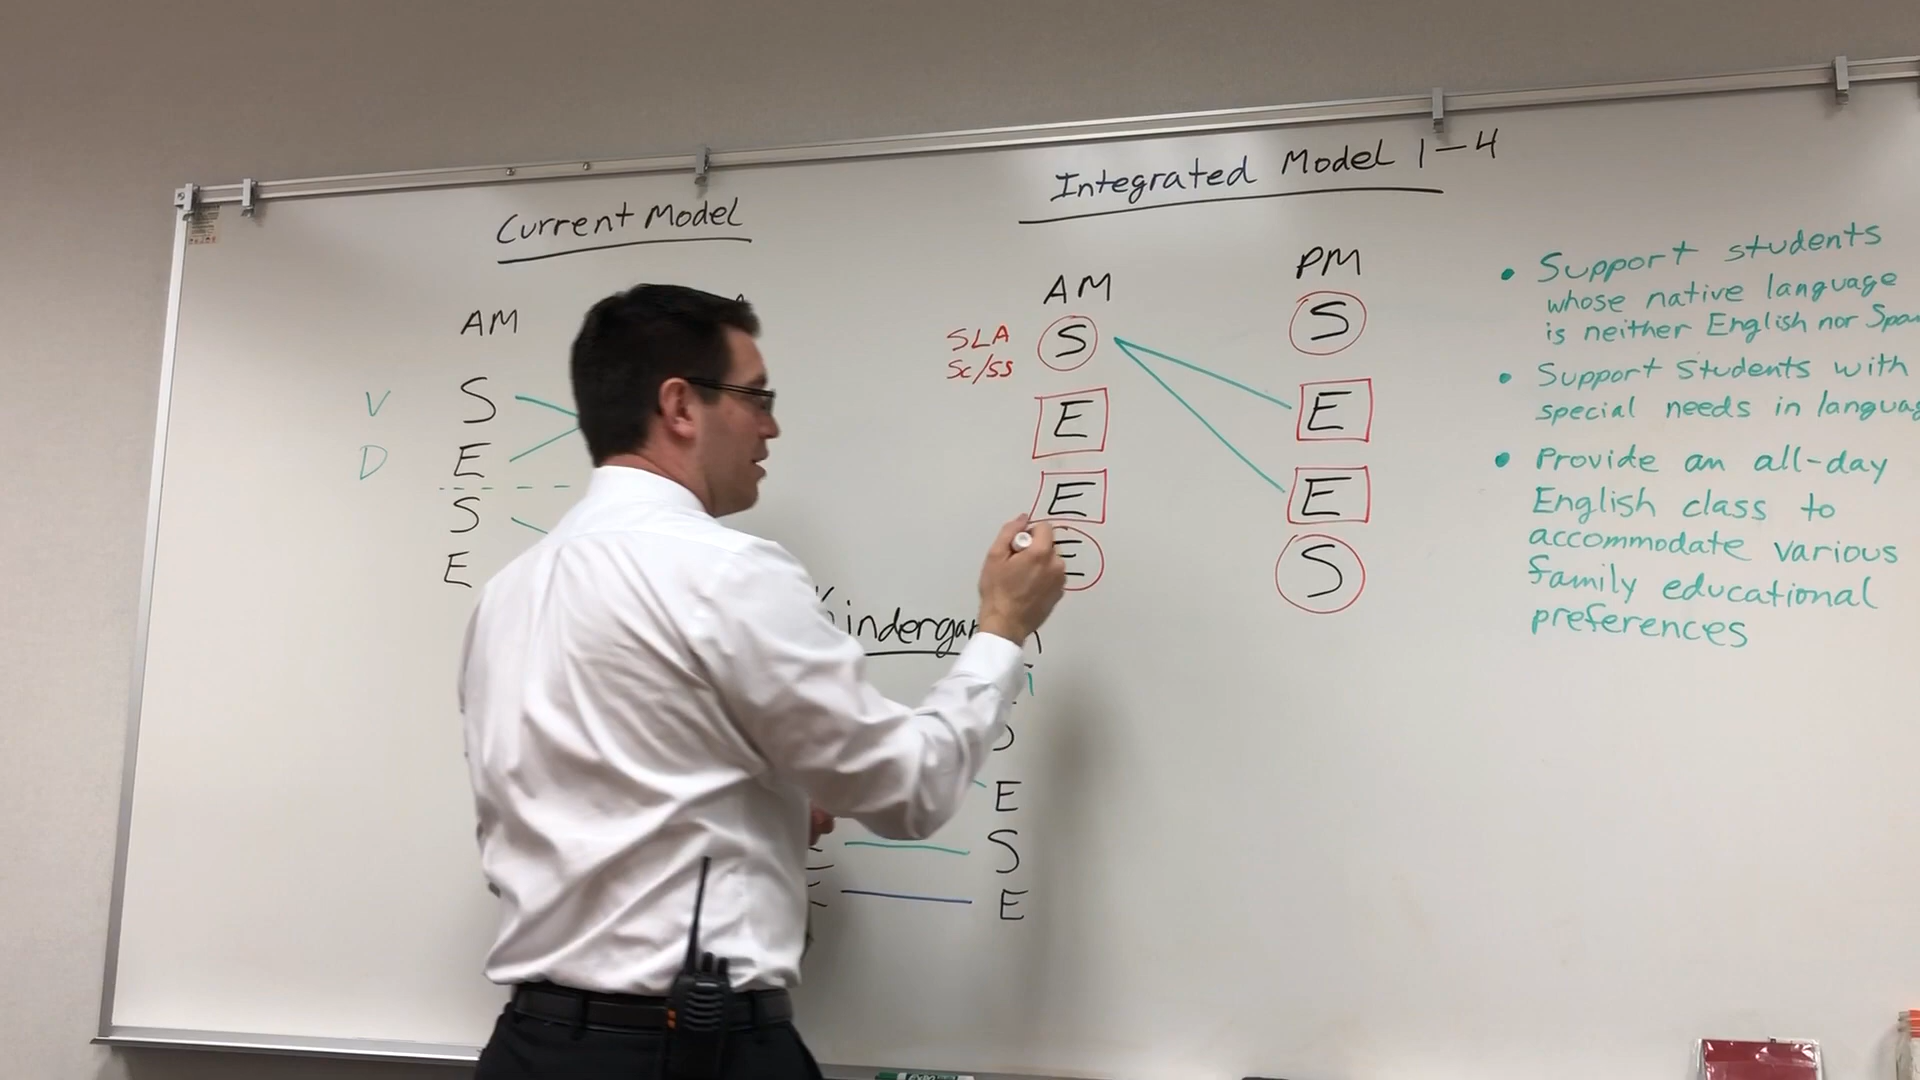 Current Model
AM
V S
D E
S
E
Integrated Model 1-4
AM PM
SLA S S
Sc/SS
E E
E E
E S
• Support students
whose native language
is neither English nor
• Support Students with
special needs in
• Provide an all-day
English class to
accommodate various
family educational
preferences
E
S
E